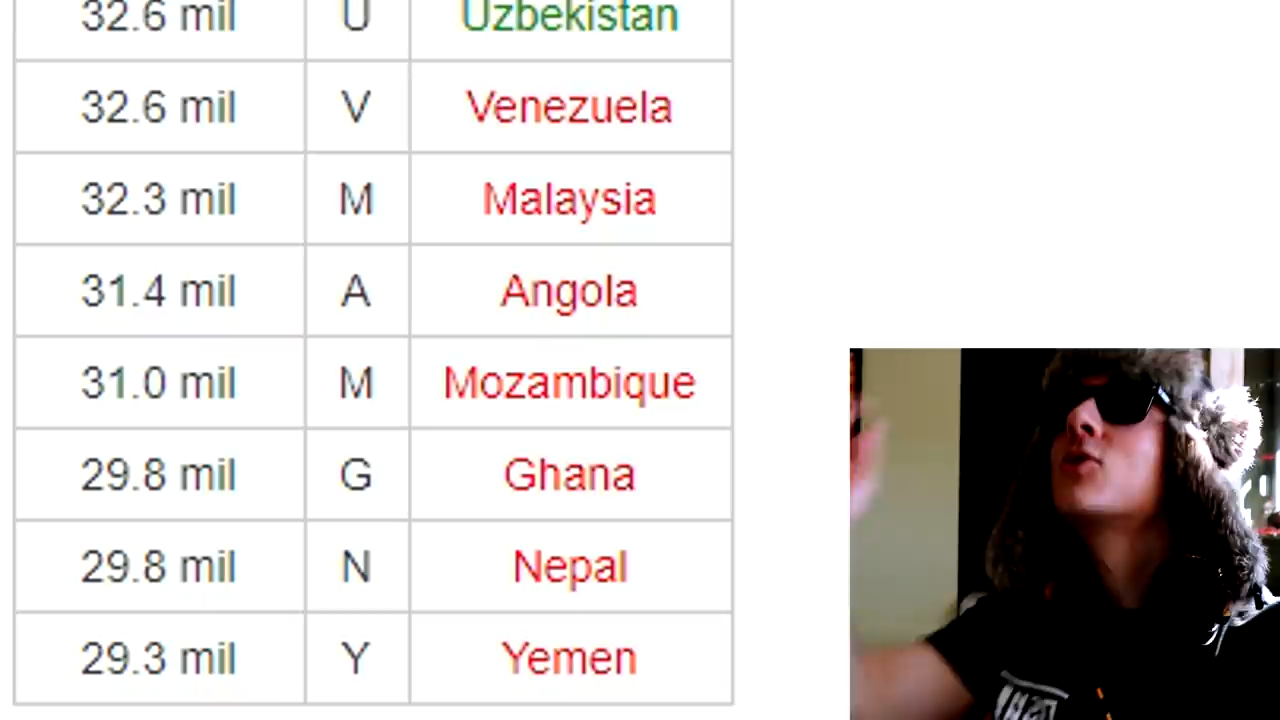 32.6 mil U Uzbekistan
32.6 mil V Venezuela
32.3 mil M Malaysia
31.4 mil A Angola
31.0 mil M Mozambique
29.8 mil G Ghana
29.8 mil N Nepal
29.3 mil Y Yemen